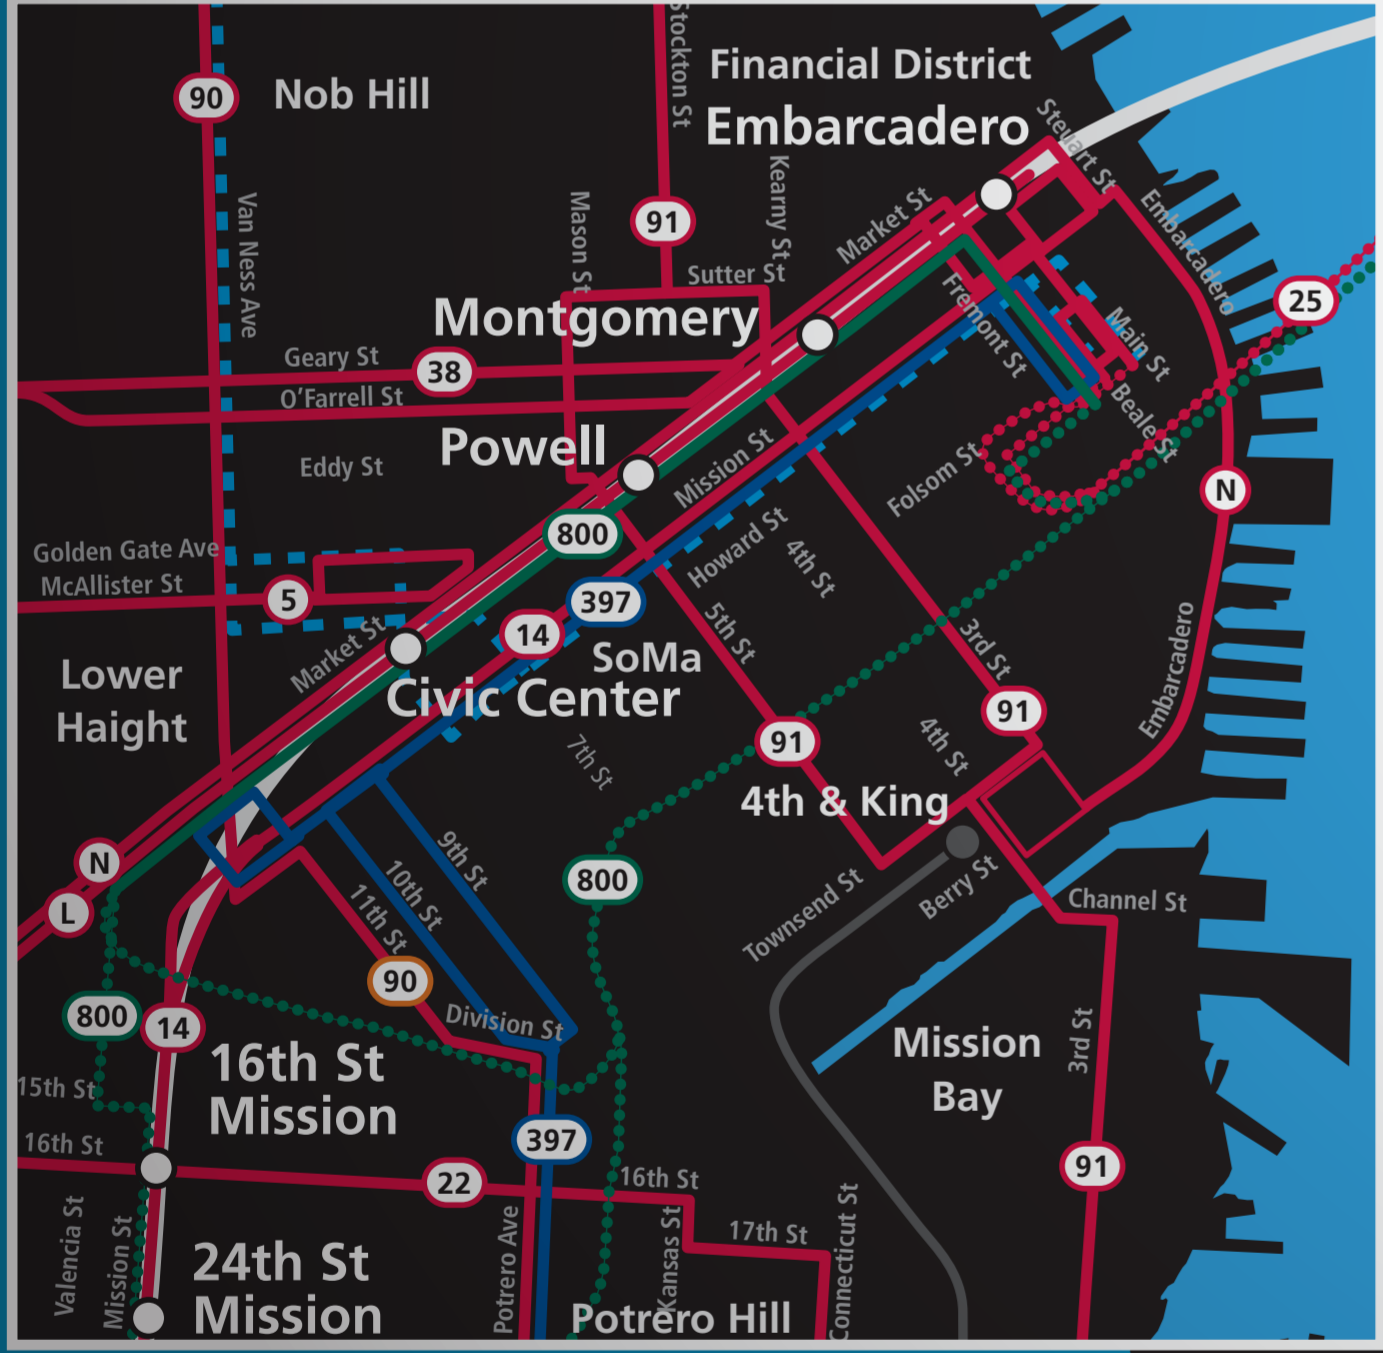 Stockton St
Financial District
90
Nob Hill
Embarcadero
Steuart St
Kearny St
Mason St
Van Ness Ave
91
Market St
Embarcadero
Sutter St
25
Montgomery
Fremont St
Main St
Geary St
38
O'Farrell St
Beale St
Powell
Eddy St
Mission St
Folsom St
N
800
Golden Gate Ave
McAllister St
Howard St
4th St
5
397
14
5th St
3rd St
Embarcadero
Market St
SoMa
Lower
Haight
Civic Center
91
4th St
91
7th St
4th & King
N
9th St
10th St
800
Berry St
L
11th St
Townsend St
Channel St
90
800
14
Division St
3rd St
Mission
Bay
16th St
Mission
15th St
397
16th St
22
16th St
91
Valencia St
Mission St
Potrero Ave
Kansas St
17th St
Connecticut St
24th St
Mission
Potrero Hill